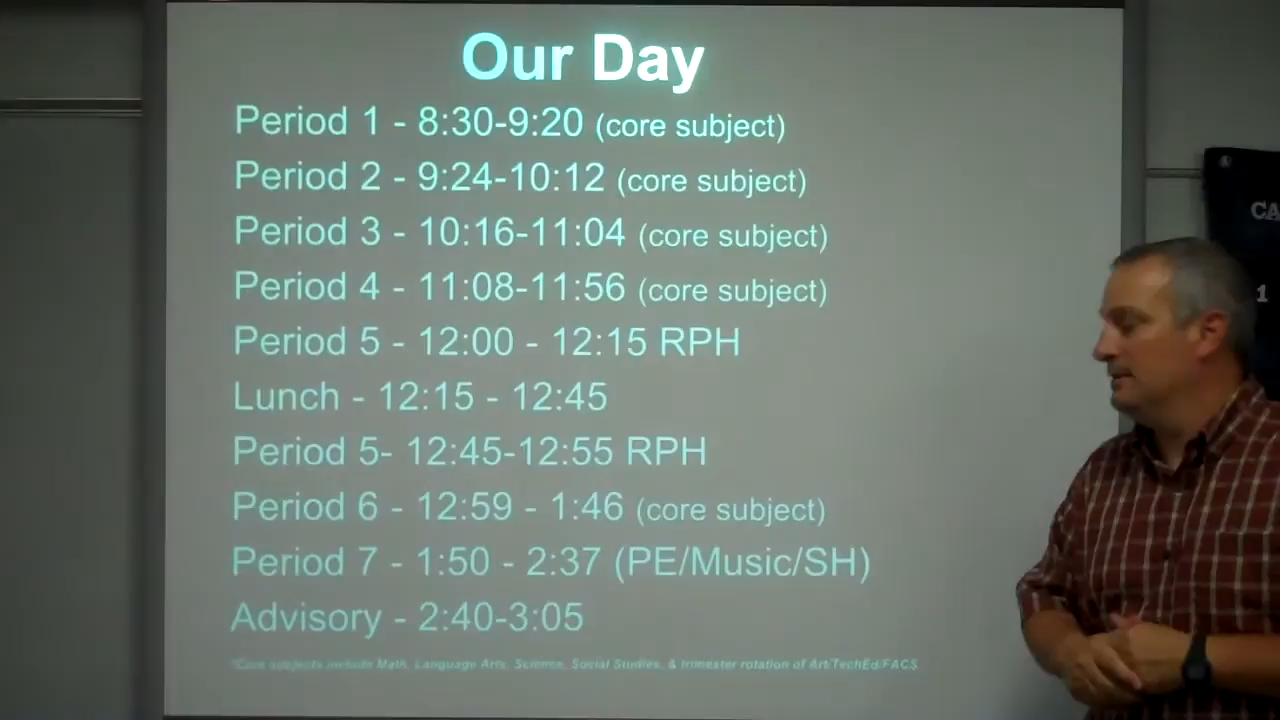 Our Day
Period 1 - 8:30-9:20 (core subject)
Period 2 - 9:24-10:12 (core subject)
Period 3 - 10:16-11:04 (core subject)
Period 4 - 11:08-11:56 (core subject)
Period 5 - 12:00 - 12:15 RPH
Lunch - 12:15 - 12:45
Period 5- 12:45-12:55 RPH
Period 6 - 12:59 - 1:46 (core subject)
Period 7 - 1:50 - 2:37 (PE/Music/SH)
Advisory - 2:40-3:05
*Core subjects include Math, Language Arts, Science, Social Studies, & trimester rotation of Art/TechEd/FACS
CA
1